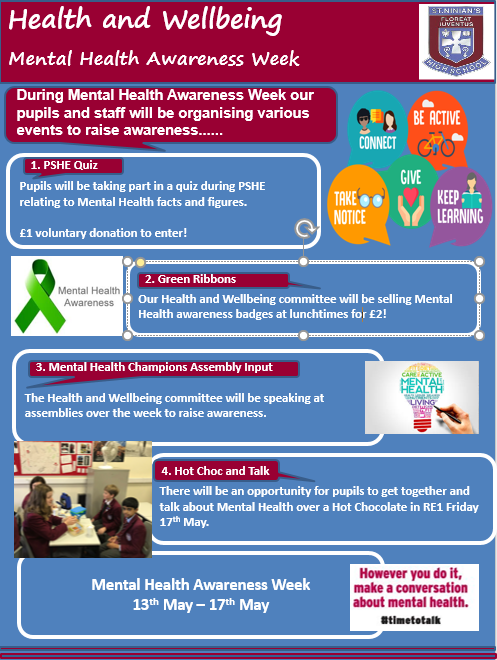 Health and Wellbeing
Mental Health Awareness Week
ST.NINIAN'S
FLOREAT
IUVENTUS
HIGH SCHOOL
During Mental Health Awareness Week our
pupils and staff will be organising various
events to raise awareness......
CONNECT
BE ACTIVE
TAKE
NOTICE
GIVE
KEEP
LEARNING
1. PSHE Quiz
Pupils will be taking part in a quiz during PSHE
relating to Mental Health facts and figures.
£1 voluntary donation to enter!
Mental Health
Awareness
2. Green Ribbons
Our Health and Wellbeing committee will be selling Mental
Health awareness badges at lunchtimes for £2!
3. Mental Health Champions Assembly Input
The Health and Wellbeing committee will be speaking at
assemblies over the week to raise awareness.
CARE ACTIVE
MENTAL
HEALTH
LIVING
4. Hot Choc and Talk
There will be an opportunity for pupils to get together and
talk about Mental Health over a Hot Chocolate in RE1 Friday
17th May.
Mental Health Awareness Week
13th May – 17th May
However you do it,
make a conversation
about mental health.
#timetotalk